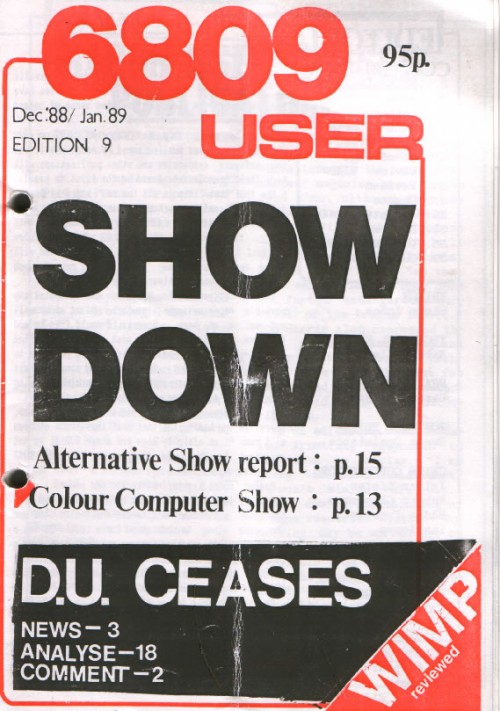 6809
95p.
Dec.'88/ Jan.'89
USER
EDITION 9
SHOW
DOWN
Alternative Show report : p.15
Colour Computer Show : p.13
D.U. CEASES
NEWS-3
ANALYSE-18
COMMENT-2
WIMP
reviewed